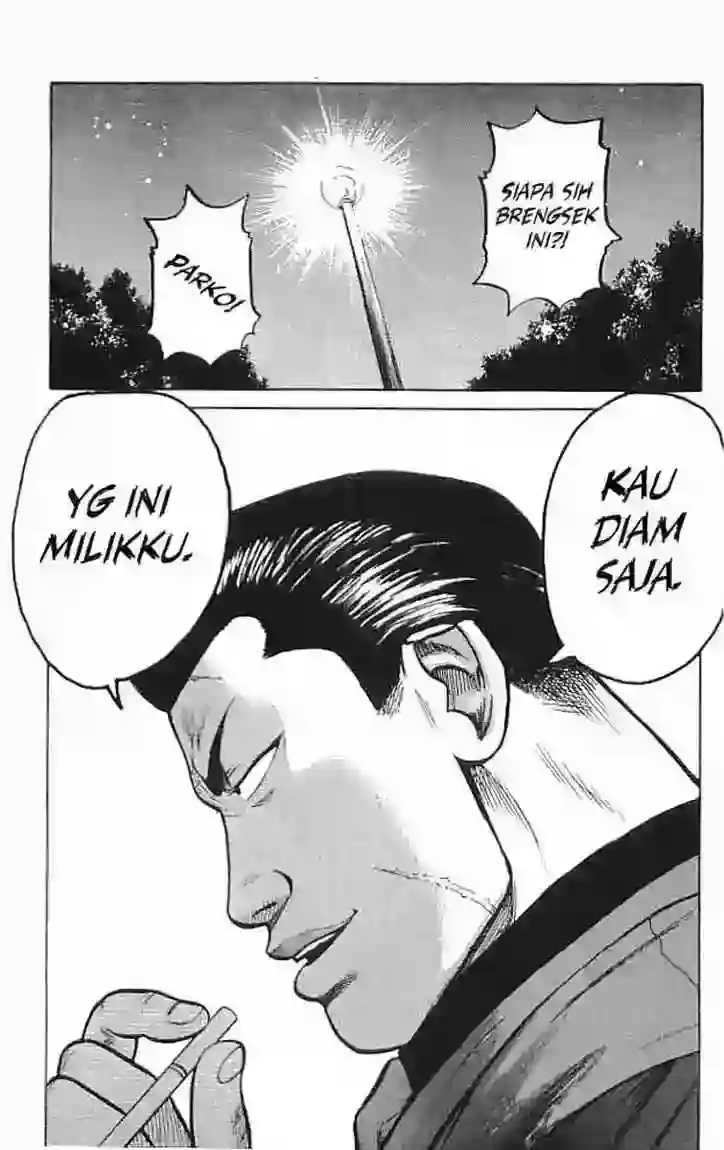 SIAPA SIH
BRENGSEK
INI?!
PARKO!
KAU
DIAM
SAJA.
YG INI
MILIKKU.